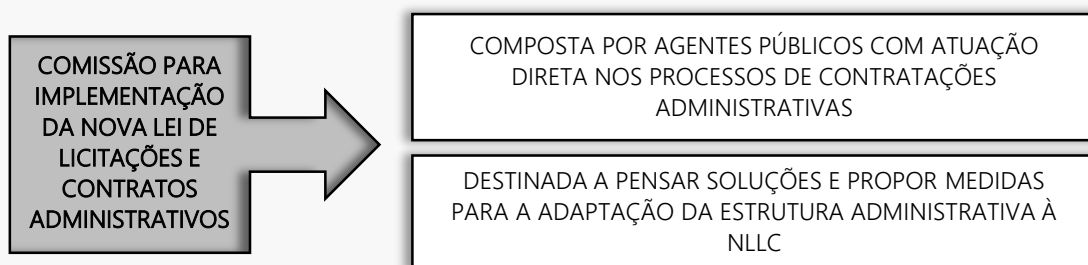 COMISSÃO PARA
IMPLEMENTAÇÃO
DA NOVA LEI DE
LICITAÇÕES E
CONTRATOS
ADMINISTRATIVOS
COMPOSTA POR AGENTES PÚBLICOS COM ATUAÇÃO
DIRETA NOS PROCESSOS DE CONTRATAÇÕES
ADMINISTRATIVAS
DESTINADA A PENSAR SOLUÇÕES E PROPOR MEDIDAS
PARA A ADAPTAÇÃO DA ESTRUTURA ADMINISTRATIVA À
NLLC